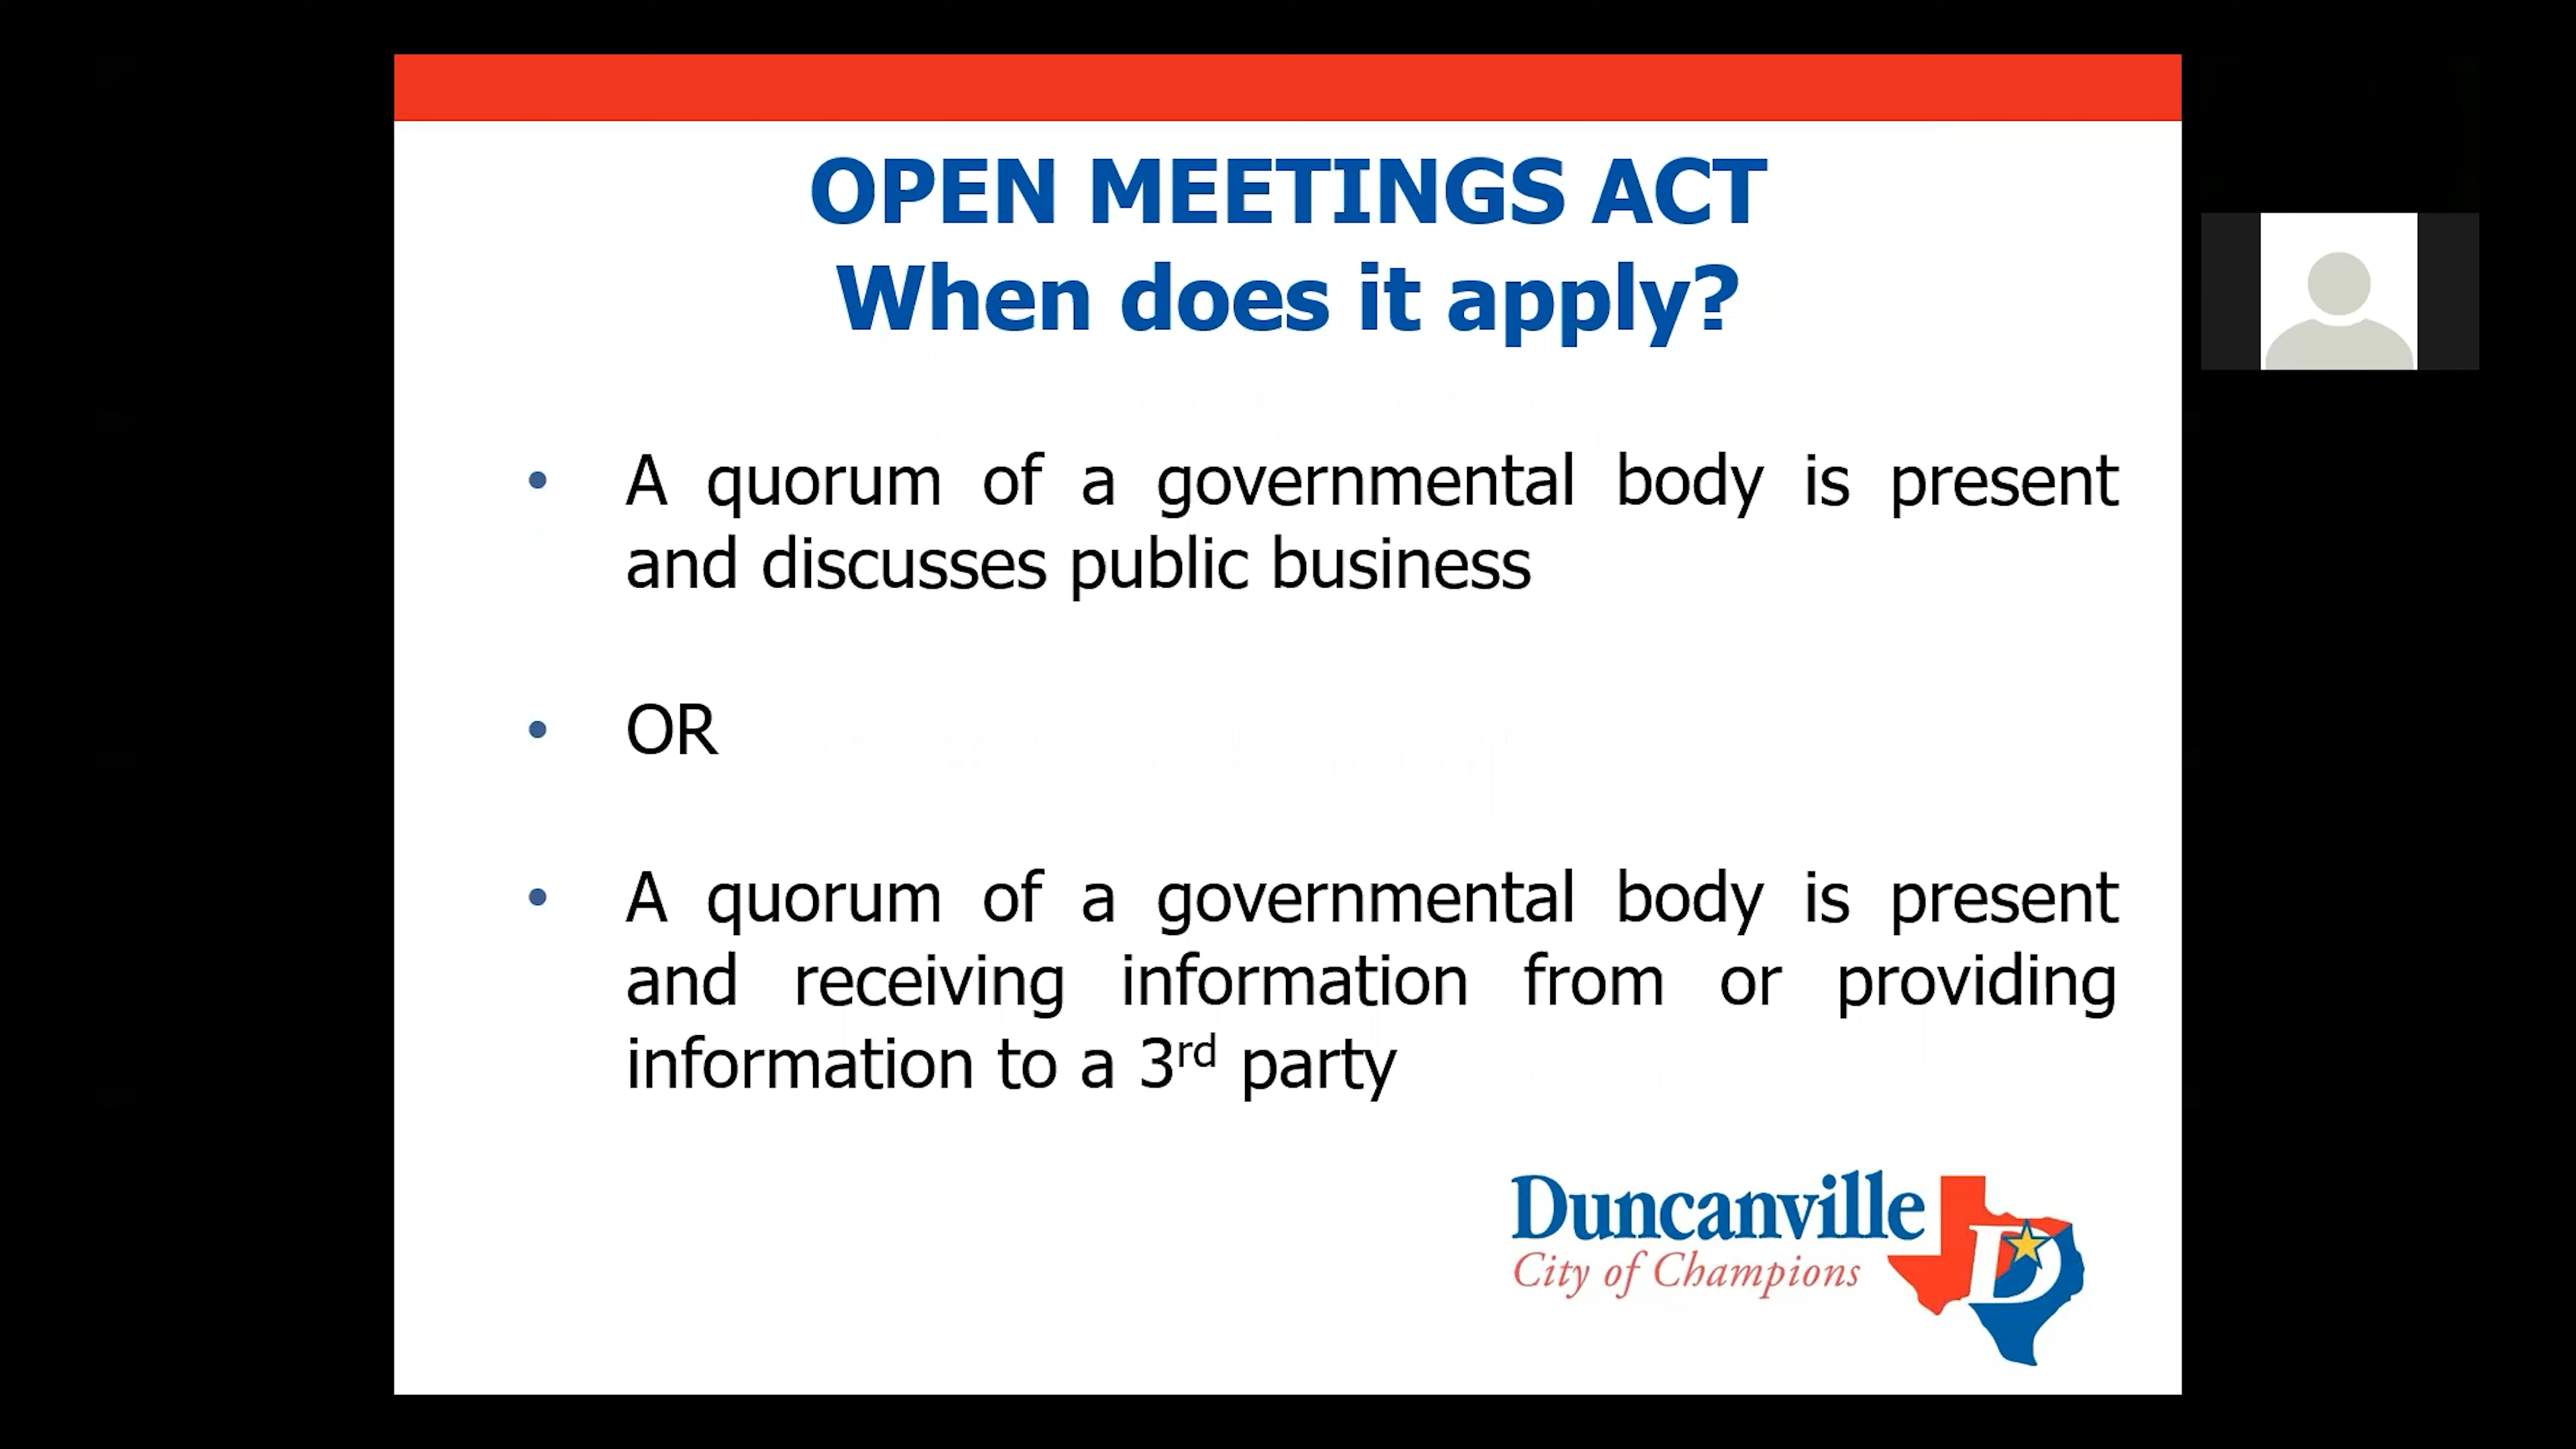 OPEN MEETINGS ACT
When does it apply?
• A quorum of a governmental body is present
and discusses public business
• OR
• A quorum of a governmental body is present
and receiving information from or providing
information to a 3rd party
Duncanville
City of Champions
D